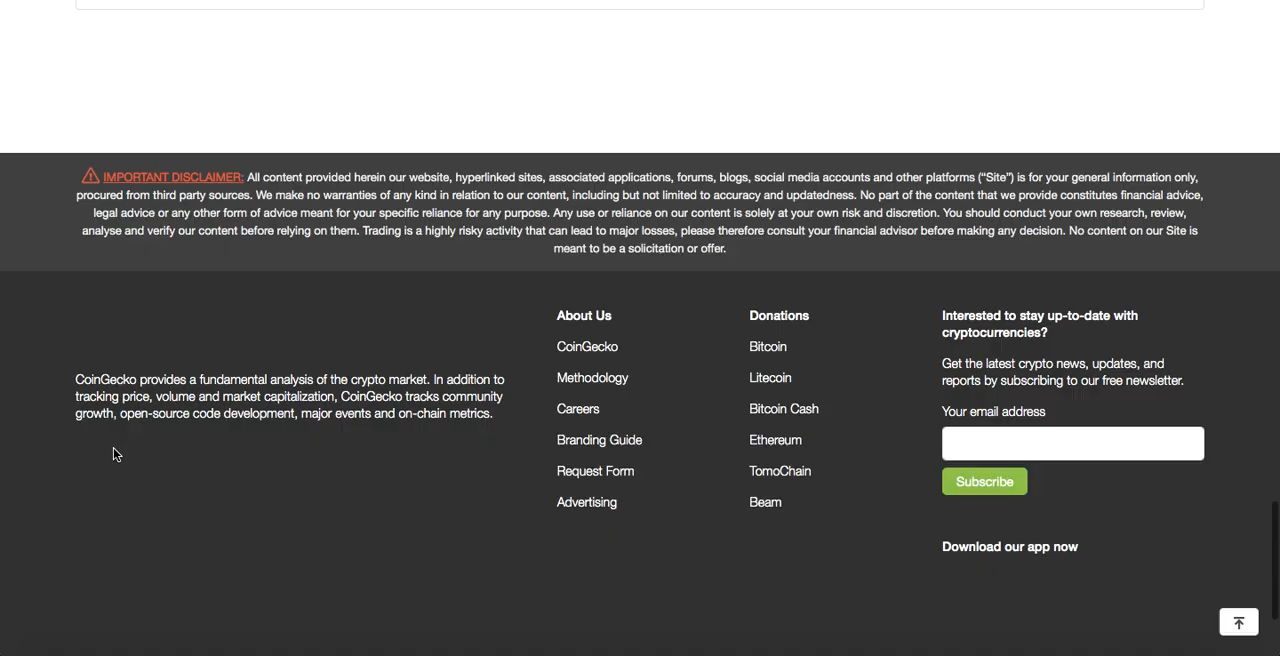 IMPORTANT DISCLAIMER: All content provided herein our website, hyperlinked sites, associated applications, forums, blogs, social media accounts and other platforms (“Site”) is for your general information only,
procured from third party sources. We make no warranties of any kind in relation to our content, including but not limited to accuracy and updatedness. No part of the content that we provide constitutes financial advice,
legal advice or any other form of advice meant for your specific reliance for any purpose. Any use or reliance on our content is solely at your own risk and discretion. You should conduct your own research, review,
analyse and verify our content before relying on them. Trading is a highly risky activity that can lead to major losses, please therefore consult your financial advisor before making any decision. No content on our Site is
meant to be a solicitation or offer.
CoinGecko provides a fundamental analysis of the crypto market. In addition to
tracking price, volume and market capitalization, CoinGecko tracks community
growth, open-source code development, major events and on-chain metrics.
About Us
CoinGecko
Methodology
Careers
Branding Guide
Request Form
Advertising
Donations
Bitcoin
Litecoin
Bitcoin Cash
Ethereum
TomoChain
Beam
Interested to stay up-to-date with
cryptocurrencies?
Get the latest crypto news, updates, and
reports by subscribing to our free newsletter.
Your email address
Subscribe
Download our app now